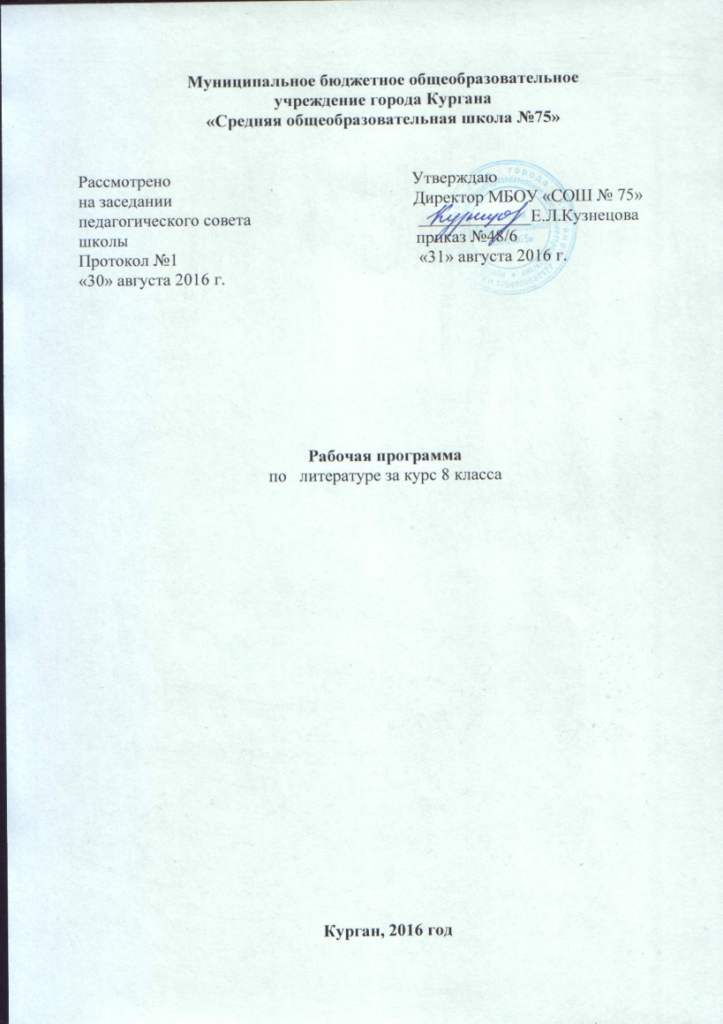 Муниципальное бюджетное общеобразовательное
учреждение города Кургана
«Средняя общеобразовательная школа №75»
Рассмотрено
на заседании
педагогического совета
школы
Протокол №1
«30» августа 2016 г.
Утверждаю
Директор МБОУ «СОШ № 75»
Е.Л.Кузнецова
приказ №48/6
«31» августа 2016 г.
Рабочая программа
по литературе за курс 8 класса
Курган, 2016 год